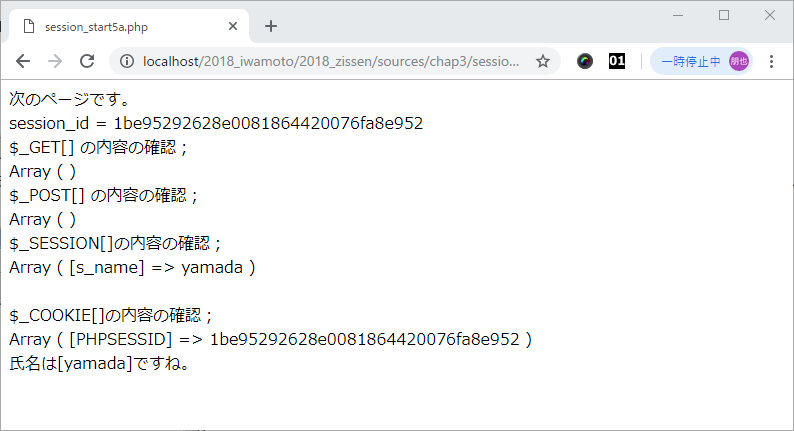 session_start5a.php
localhost/2018_iwamoto/2018_zissen/sources/chap3/sessio...
01
一時停止中
朋也
次のページです。
session_id = 1be95292628e0081864420076fa8e952
$_GET[] の内容の確認；
Array ( )
$_POST[] の内容の確認；
Array ( )
$_SESSION[]の内容の確認；
Array ( [s_name] => yamada )
$_COOKIE[]の内容の確認；
Array ( [PHPSESSID] => 1be95292628e0081864420076fa8e952 )
氏名は[yamada]ですね。